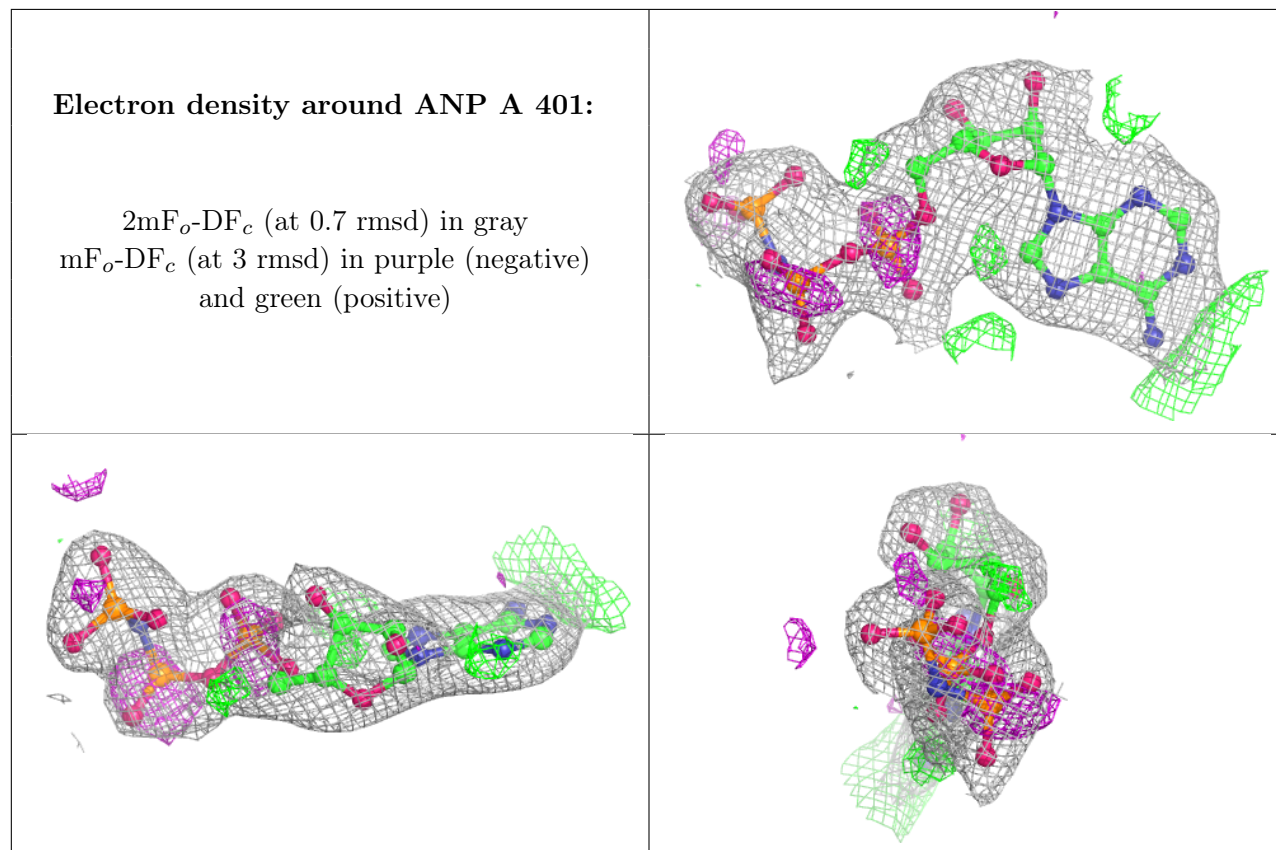 Electron density around ANP A 401:
2mFo-DFc (at 0.7 rmsd) in gray
mFo-DFc (at 3 rmsd) in purple (negative)
and green (positive)